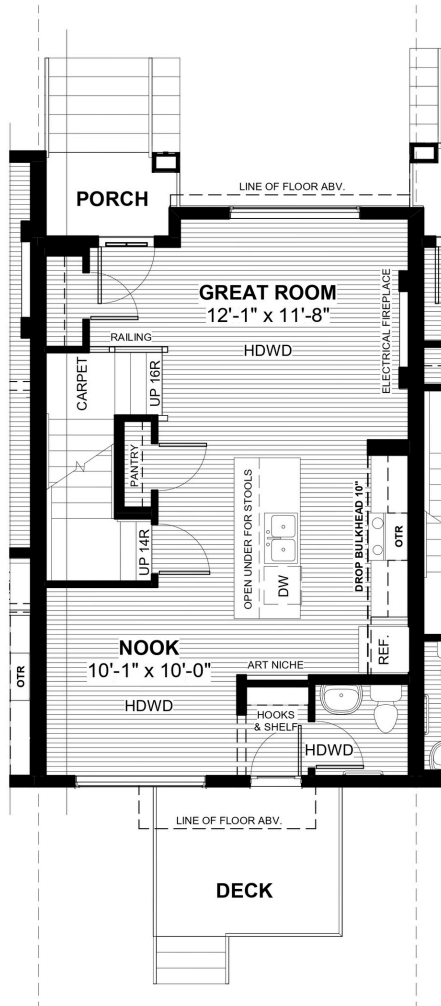 PORCH
LINE OF FLOOR ABV.
GREAT ROOM
12'-1" x 11'-8"
HDWD
ELECTRICAL FIREPLACE
RAILING
CARPET
UP 16R
PANTRY
UP 14R
OPEN UNDER FOR STOOLS
DW
DROP BULKHEAD 10"
OTR
REF.
NOOK
10'-1" x 10'-0"
HDWD
ART NICHE
HOOKS
& SHELF
HDWD
OTR
LINE OF FLOOR ABV.
DECK